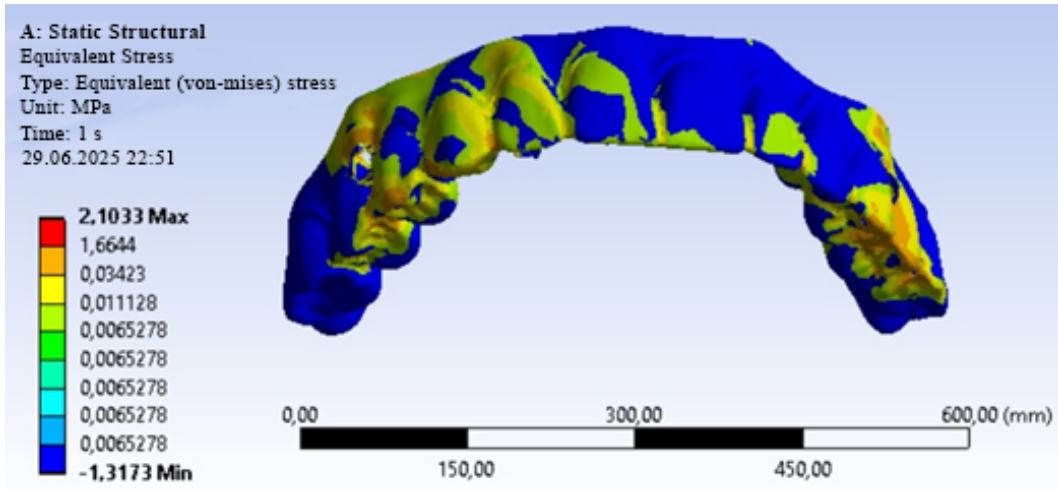 A: Static Structural
Equivalent Stress
Type: Equivalent (von-mises) stress
Unit: MPa
Time: 1 s
29.06.2025 22:51
2,1033 Max
1,6644
0,03423
0,011128
0,0065278
0,0065278
0,0065278
0,0065278
0,0065278
-1,3173 Min
0,00 300,00 600,00 (mm)
150,00 450,00